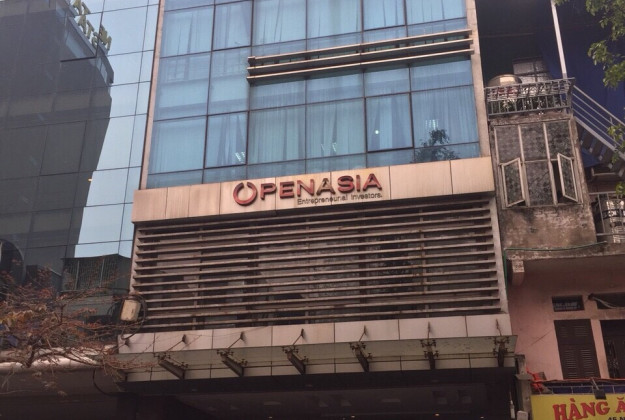 OPENASIA
Entrepreneurial Investors
HÀNG